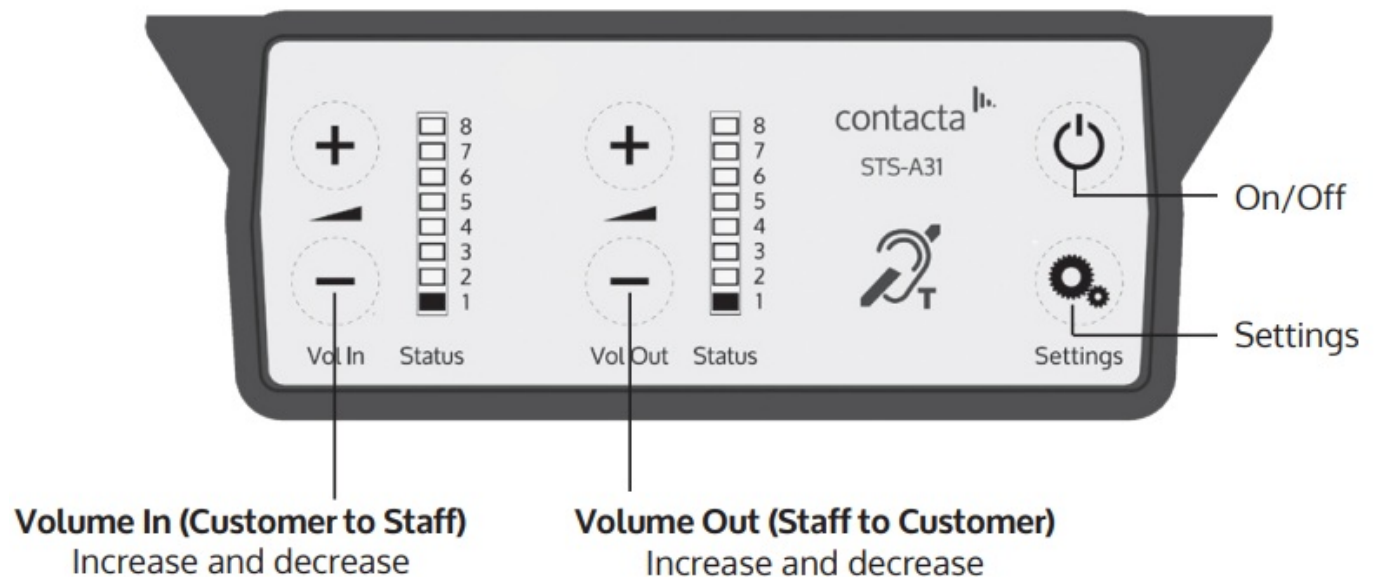 contacta
STS-A31
8
7
6
5
4
3
2
1
8
7
6
5
4
3
2
1
T
Vol In
Status
Vol Out
Status
Settings
On/Off
Settings
Volume In (Customer to Staff)
Increase and decrease
Volume Out (Staff to Customer)
Increase and decrease